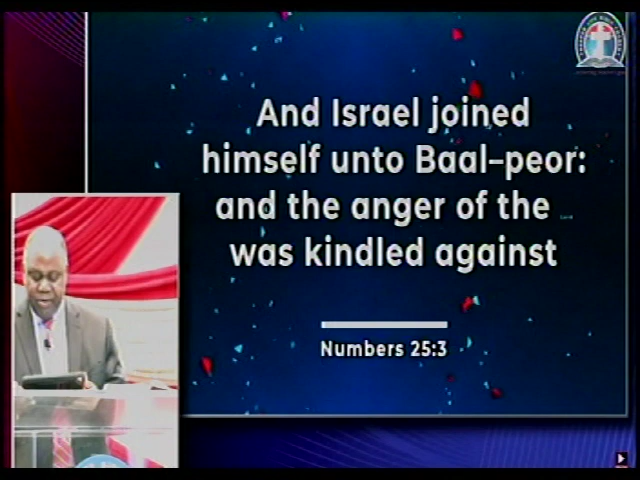 And Israel joined
himself unto Baal-peor:
and the anger of the
was kindled against
Numbers 25:3